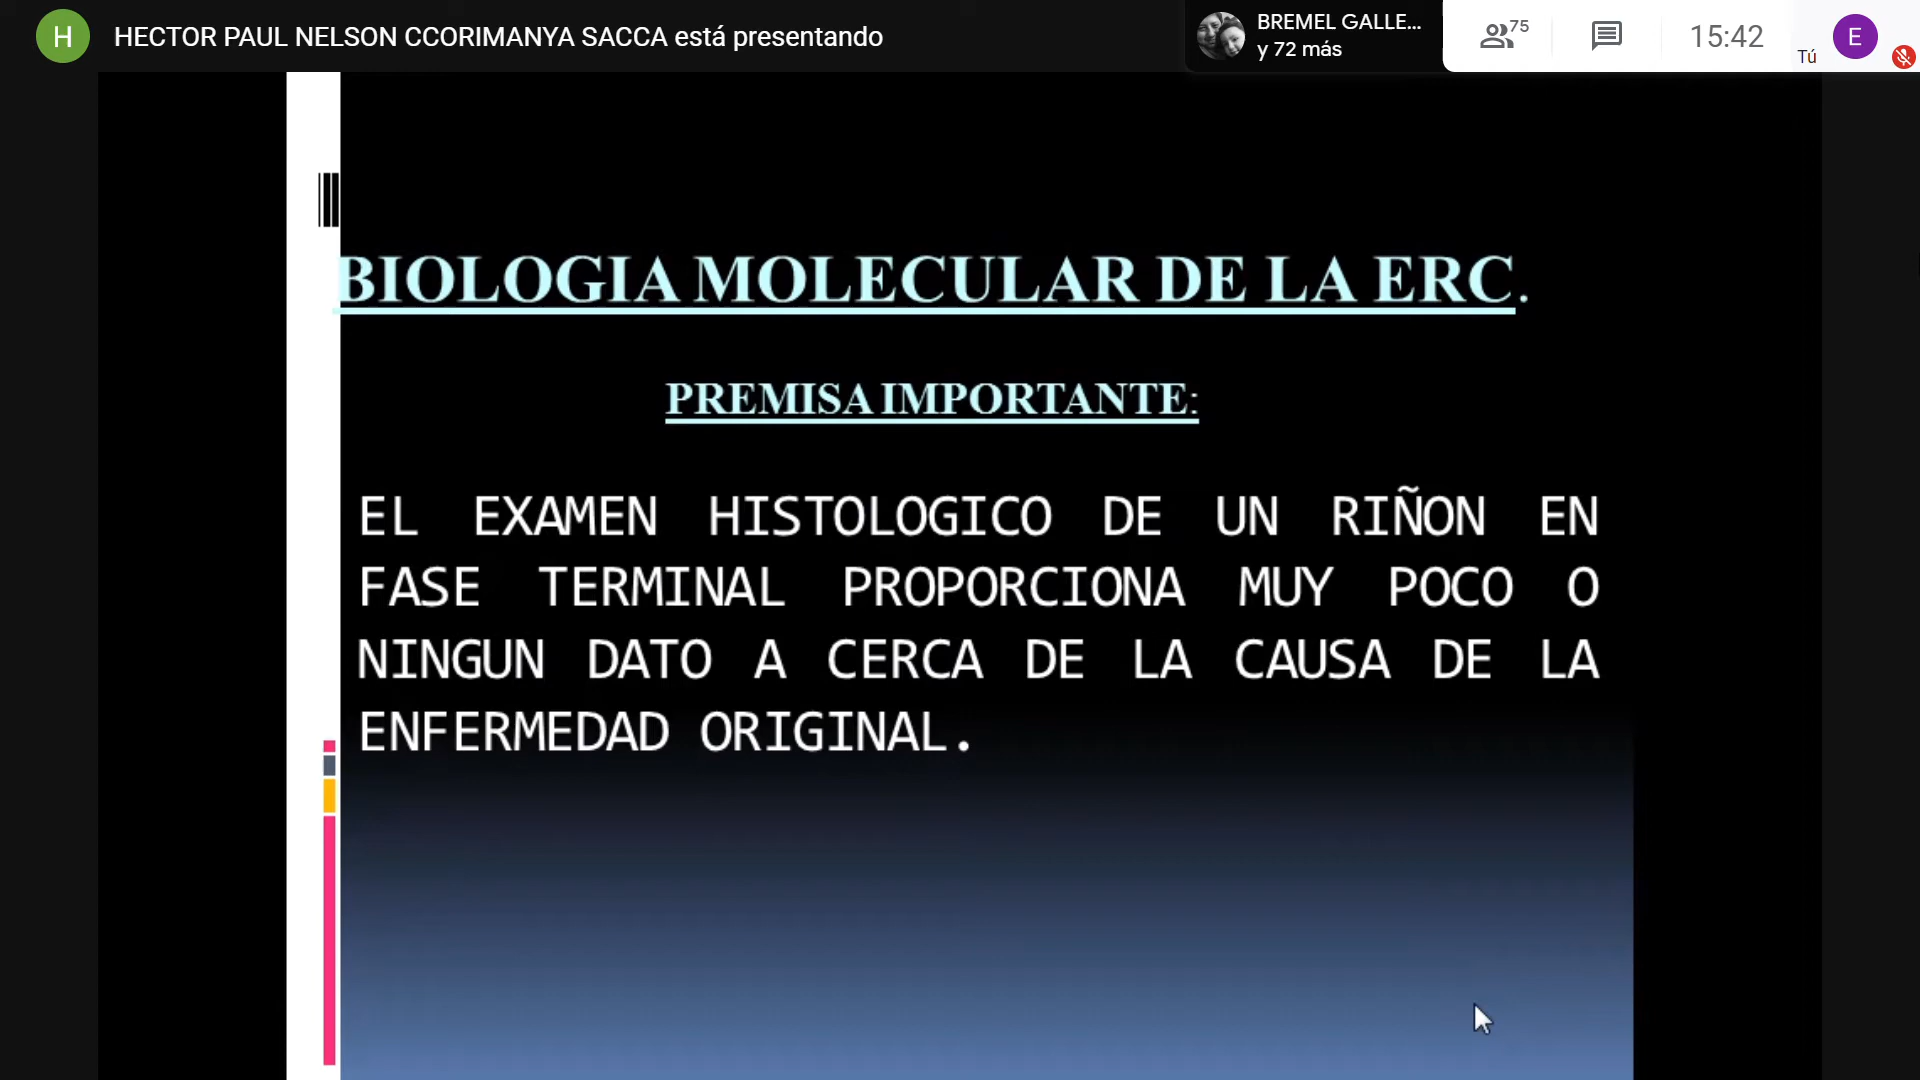 H
HECTOR PAUL NELSON CCORIMANYA SACCA está presentando
BREMEL GALLE...
y 72 más
75
15:42
Tú
E
BIOLOGIA MOLECULAR DE LA ERC.
PREMISA IMPORTANTE:
EL EXAMEN HISTOLOGICO DE UN RIÑON EN
FASE TERMINAL PROPORCIONA MUY POCO O
NINGUN DATO A CERCA DE LA CAUSA DE LA
ENFERMEDAD ORIGINAL.